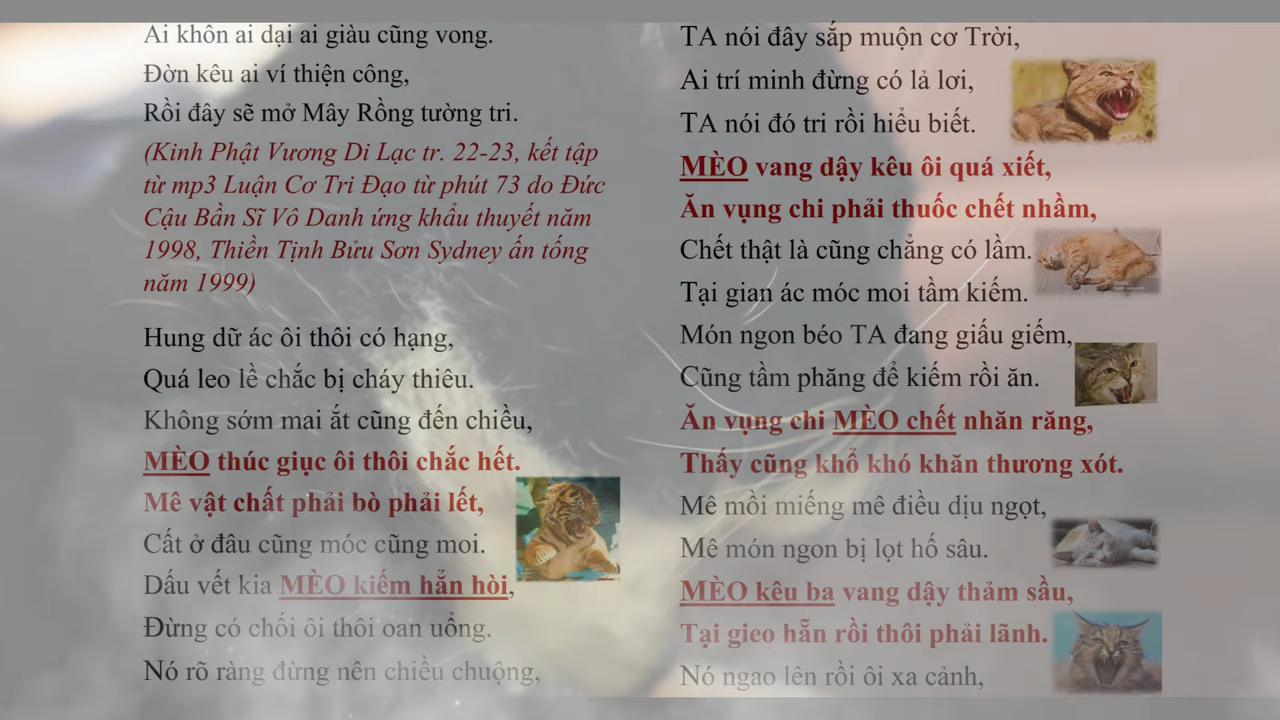 Ai khôn ai dại ai giàu cũng vong.
Đờn kêu ai ví thiện công,
Rồi đây sẽ mở Mây Rồng tường tri.
(Kinh Phật Vương Di Lạc tr. 22-23, kết tập
từ mp3 Luận Cơ Tri Đạo từ phút 73 do Đức
Cậu Bần Sĩ Vô Danh ứng khẩu thuyết năm
1998, Thiền Tịnh Bửu Sơn Sydney ấn tống
năm 1999)
Hung dữ ác ôi thôi có hạng,
Quá leo lề chắc bị cháy thiêu.
Không sớm mai ắt cũng đến chiều,
MÈO thúc giục ôi thôi chắc hết.
Mê vật chất phải bò phải lết,
Cất ở đâu cũng móc cũng moi.
Dấu vết kia MÈO kiếm hẳn hòi,
Đừng có chối ôi thôi oan uổng.
Nó rõ ràng đừng nên chiều chuộng,
TA nói đây sắp muộn cơ Trời,
Ai trí minh đừng có lả lơi,
TA nói đó tri rồi hiểu biết.
MÈO vang dậy kêu ôi quá xiết,
Ăn vụng chi phải thuốc chết nhầm,
Chết thật là cũng chẳng có lầm.
Tại gian ác móc moi tầm kiếm.
Món ngon béo TA đang giấu giếm,
Cũng tầm phăng để kiếm rồi ăn.
Ăn vụng chi MÈO chết nhăn răng,
Thấy cũng khổ khó khăn thương xót.
Mê mồi miếng mê điều dịu ngọt,
Mê món ngon bị lọt hố sâu.
MÈO kêu ba vang dậy thảm sầu,
Tại gieo hẵn rồi thôi phải lãnh.
Nó ngao lên rồi ôi xa cảnh,